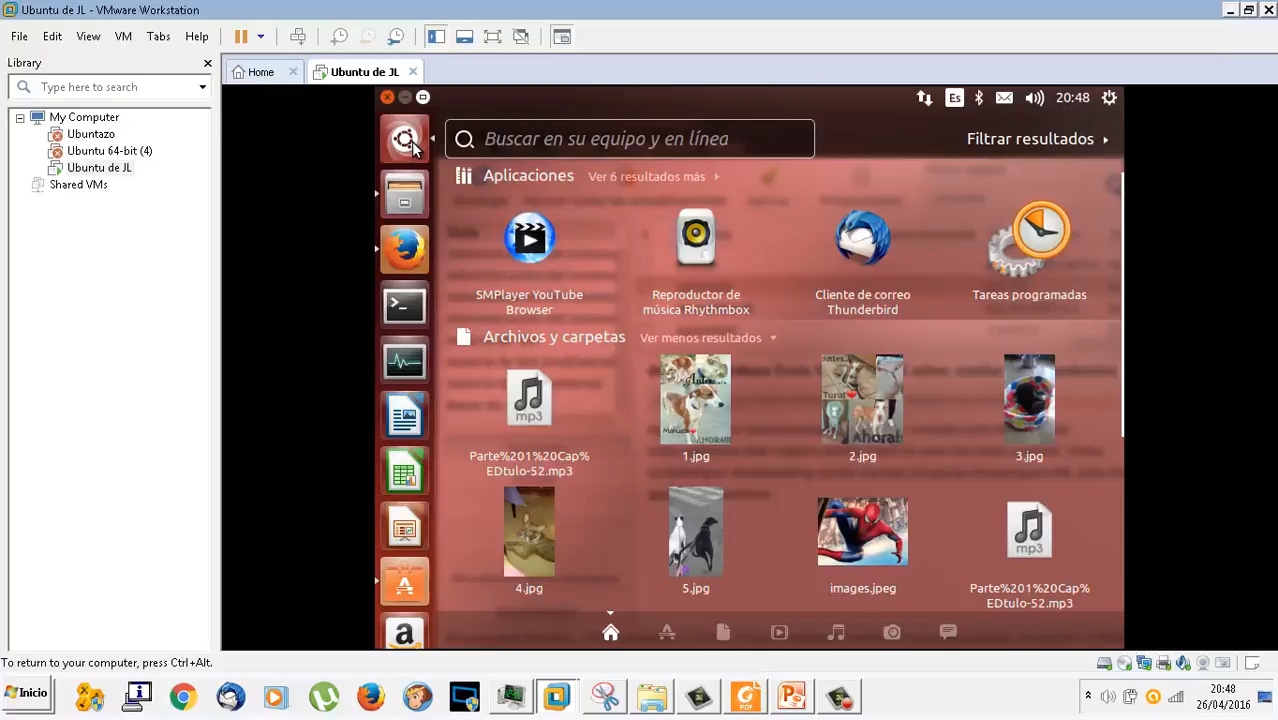 Ubuntu de JL - VMware Workstation
File Edit View VM Tabs Help
Library
Type here to search
My Computer
Ubuntazo
Ubuntu 64-bit (4)
Ubuntu de JL
Shared VMs
Home
Ubuntu de JL
Es
20:48
Buscar en su equipo y en línea
Filtrar resultados
Aplicaciones
Ver 6 resultados más
SMPlayer YouTube
Browser
Reproductor de
música Rhythmbox
Cliente de correo
Thunderbird
Tareas programadas
Archivos y carpetas
Ver menos resultados
mp3
Parte%201%20Cap%
EDtulo-52.mp3
1.jpg
2.jpg
3.jpg
4.jpg
5.jpg
images.jpeg
mp3
Parte%201%20Cap%
EDtulo-52.mp3
To return to your computer, press Ctrl+Alt.
Inicio
PDF
20:48
26/04/2016